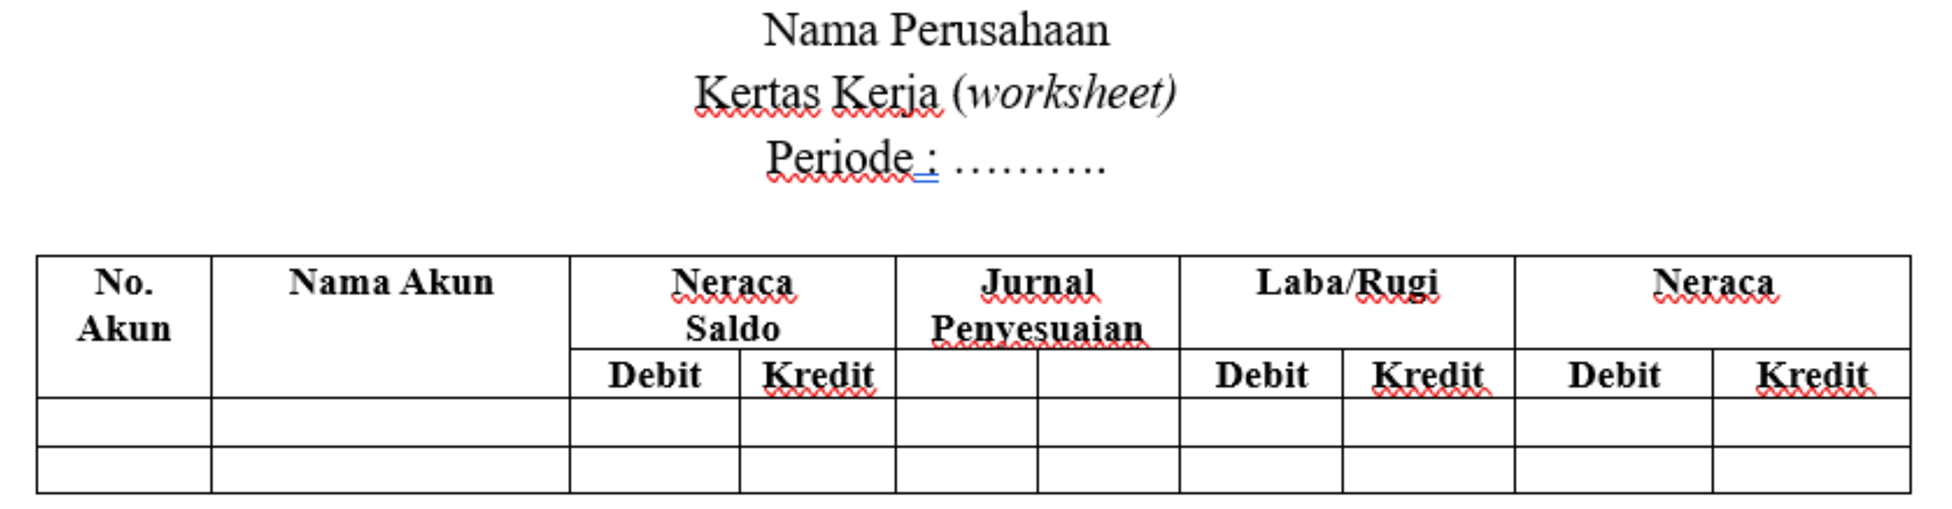 Nama Perusahaan
Kertas Kerja (worksheet)
Periode : ……….
No. Akun
Nama Akun
Neraca Saldo
Jurnal Penyesuaian
Laba/Rugi
Neraca
Debit Kredit Debit Kredit Debit Kredit